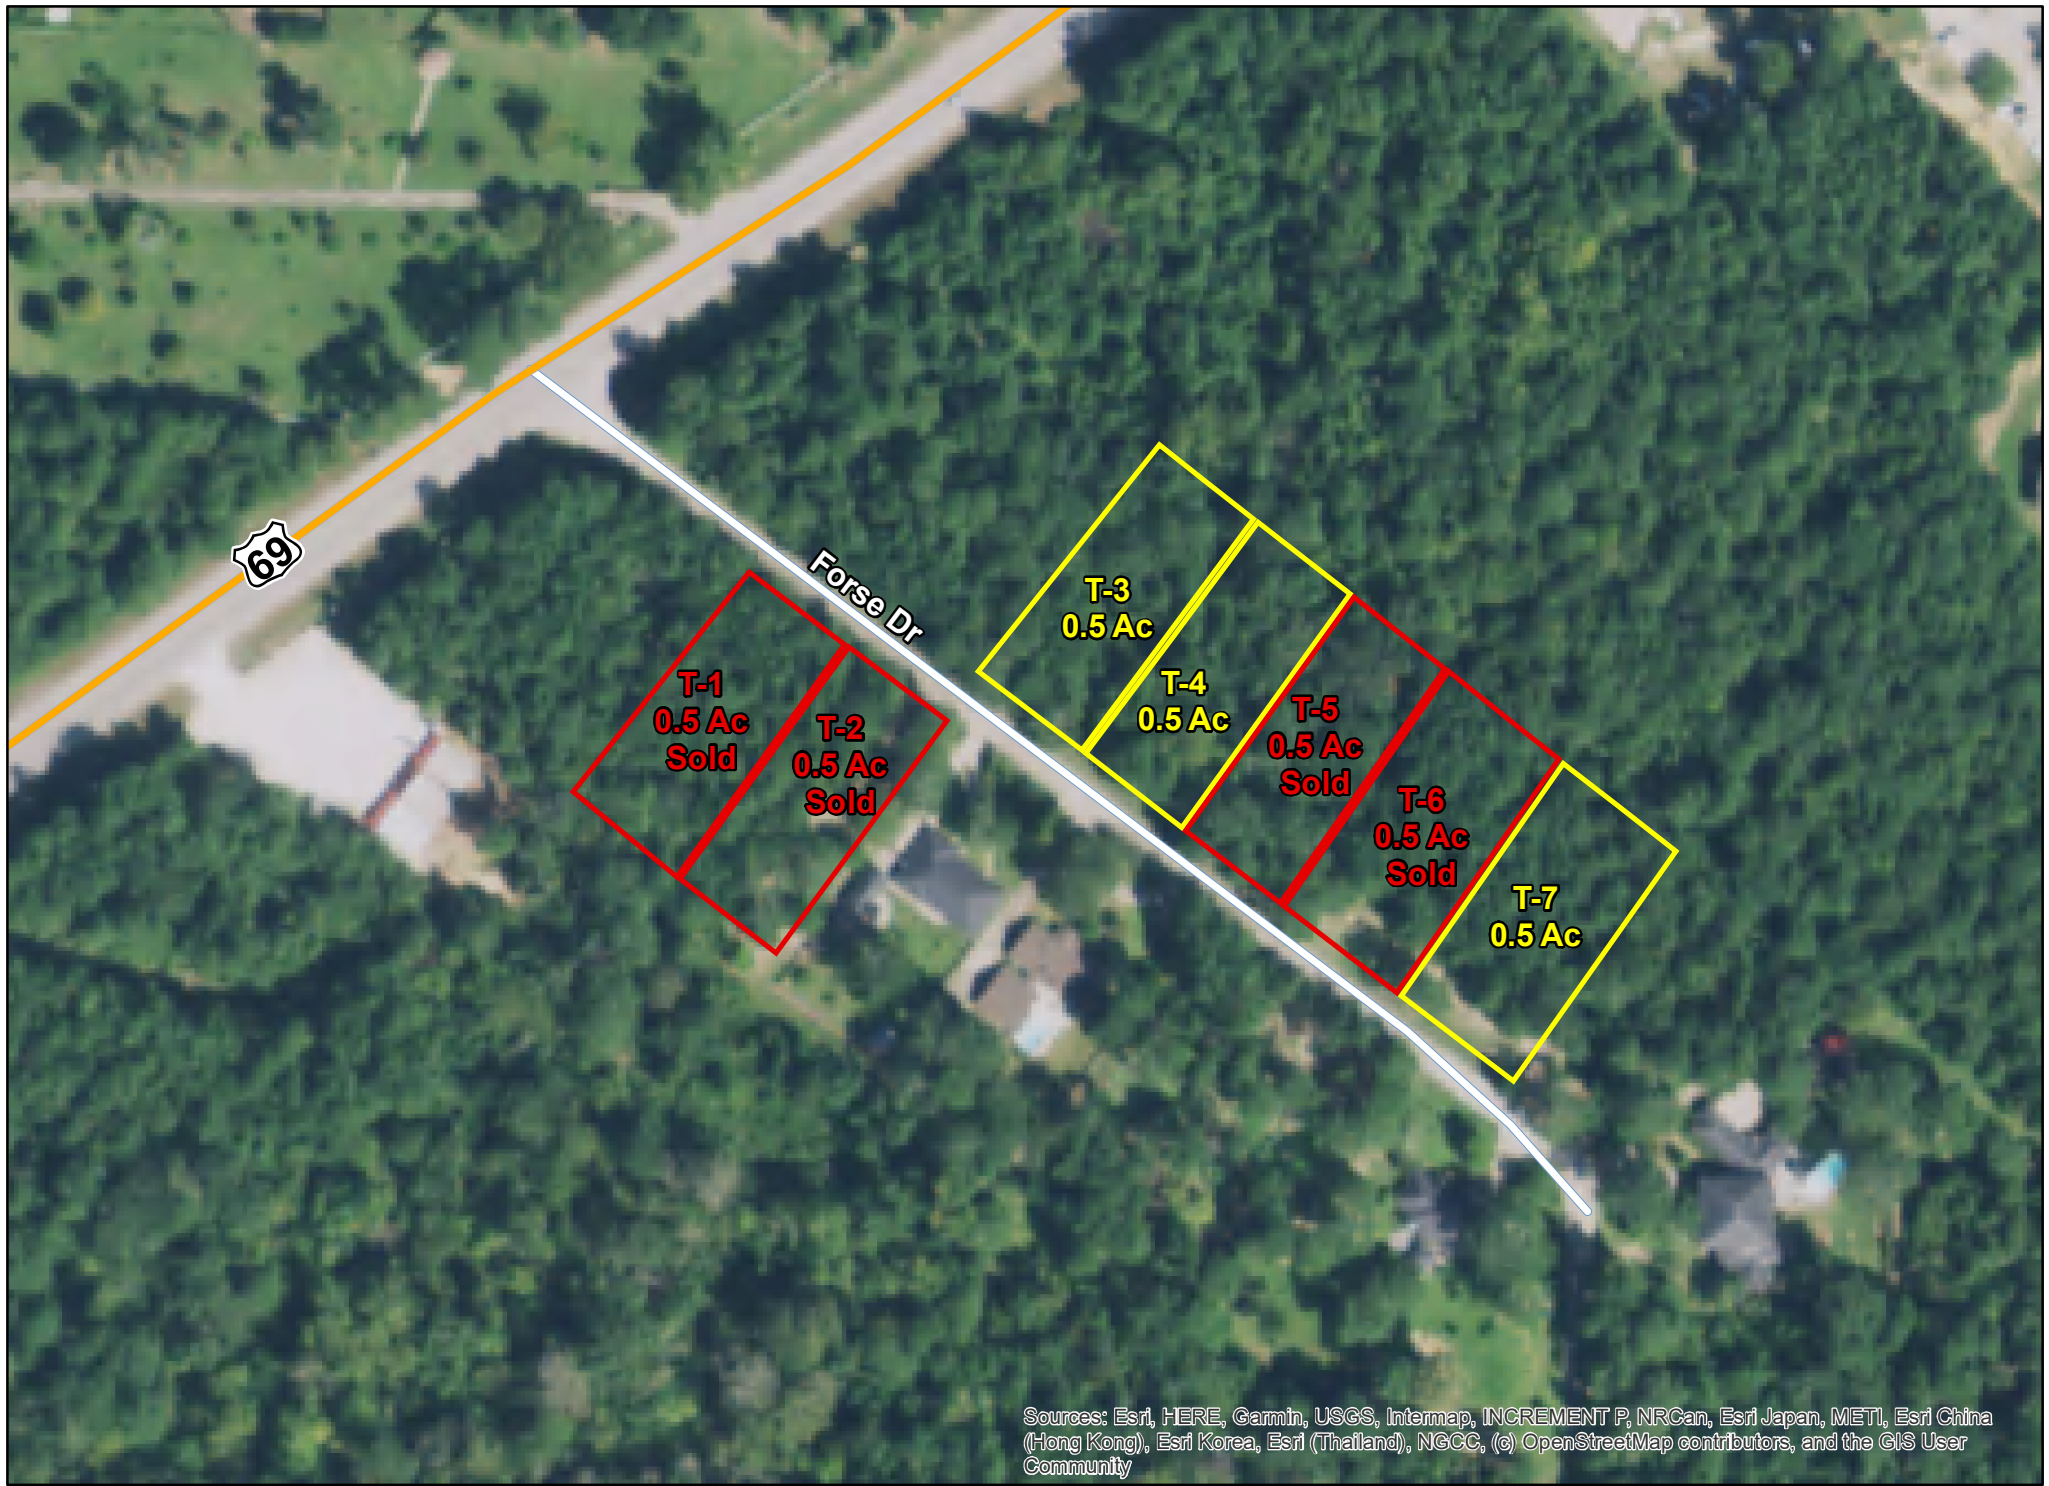 69
Forse Dr
T-1
0.5 Ac
Sold
T-2
0.5 Ac
Sold
T-3
0.5 Ac
T-4
0.5 Ac
T-5
0.5 Ac
Sold
T-6
0.5 Ac
Sold
T-7
0.5 Ac
Sources: Esri, HERE, Garmin, USGS, Intermap, INCREMENT P, NRCan, Esri Japan, METI, Esri China
(Hong Kong), Esri Korea, Esri (Thailand), NGCC, (c) OpenStreetMap contributors, and the GIS User
Community